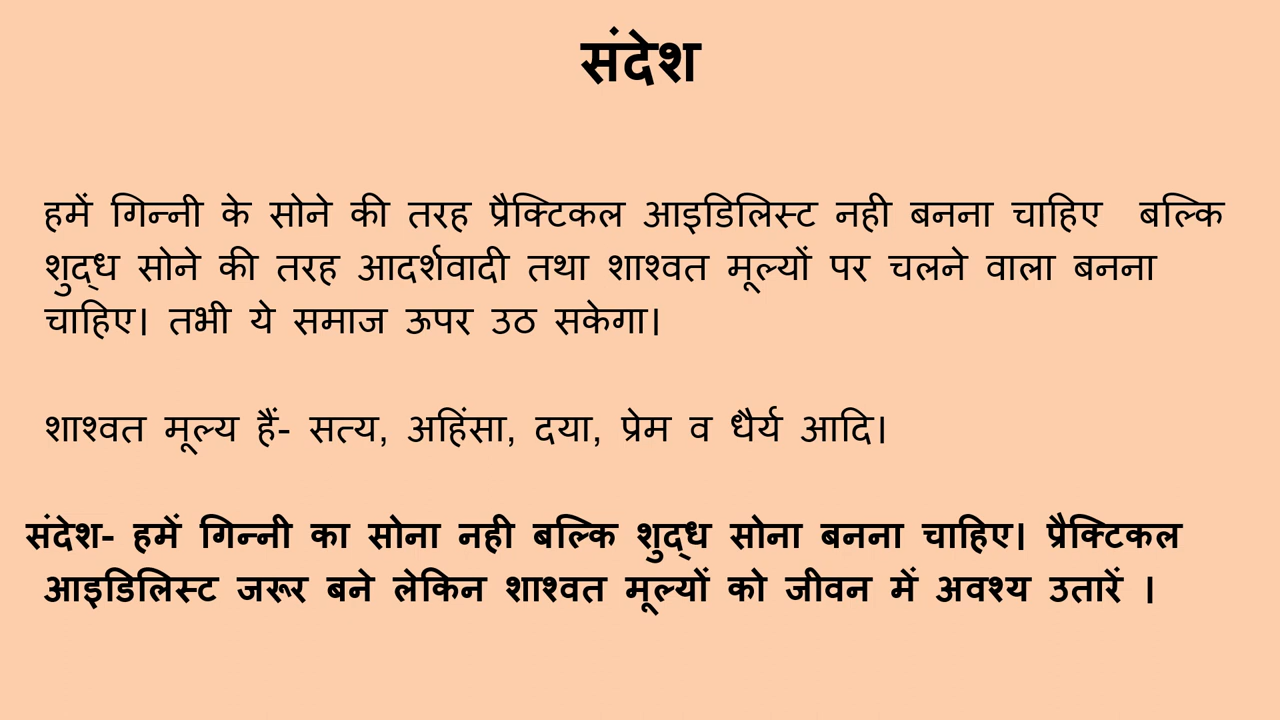 संदेश
हमें गिन्नी के सोने की तरह प्रैक्टिकल आइडिलिस्ट नही बनना चाहिए बल्कि
शुद्ध सोने की तरह आदर्शवादी तथा शाश्वत मूल्यों पर चलने वाला बनना
चाहिए। तभी ये समाज ऊपर उठ सकेगा।
शाश्वत मूल्य हैं- सत्य, अहिंसा, दया, प्रेम व धैर्य आदि।
संदेश- हमें गिन्नी का सोना नही बल्कि शुद्ध सोना बनना चाहिए। प्रैक्टिकल
आइडिलिस्ट जरूर बने लेकिन शाश्वत मूल्यों को जीवन में अवश्य उतारें ।